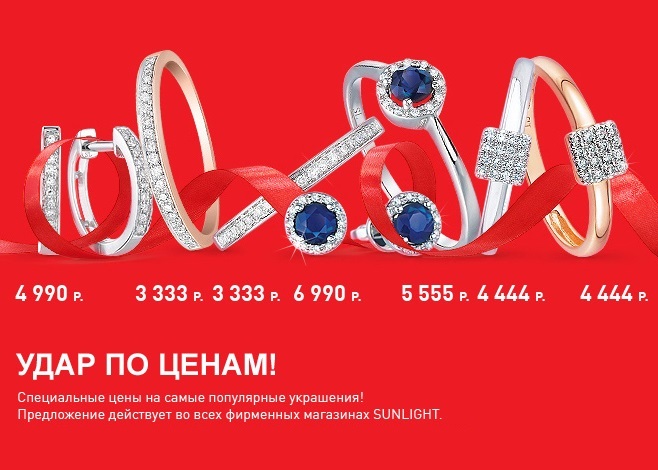 4 990 Р. 3 333 Р. 3 333 Р. 6 990 Р. 5 555 Р. 4 444 Р. 4 444 Р.
УДАР ПО ЦЕНАМ!
Специальные цены на самые популярные украшения!
Предложение действует во всех фирменных магазинах SUNLIGHT.